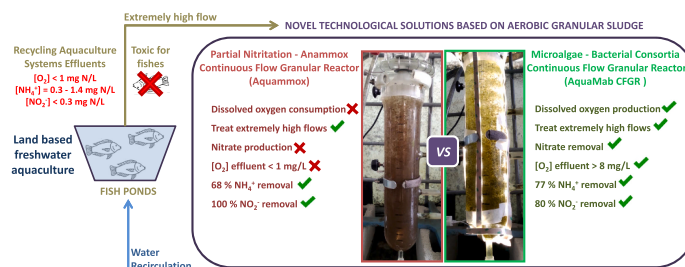 Extremely high flow
NOVEL TECHNOLOGICAL SOLUTIONS BASED ON AEROBIC GRANULAR SLUDGE
Recycling Aquaculture
Systems Effluents
[O₂] < 1 mg N/L
[NH₄⁺] = 0.3 - 1.4 mg N/L
[NO₂⁻] < 0.3 mg N/L
Toxic for
fishes
Land based
freshwater
aquaculture
FISH PONDS
Water
Recirculation
Partial Nitritation - Anammox
Continuous Flow Granular Reactor
(Aquammox)
Dissolved oxygen consumption
Treat extremely high flows
Nitrate production
[O₂] effluent < 1 mg/L
68 % NH₄⁺ removal
100 % NO₂⁻ removal
VS
Microalgae - Bacterial Consortia
Continuous Flow Granular Reactor
(AquaMab CFGR )
Dissolved oxygen production
Treat extremely high flows
Nitrate removal
[O₂] effluent > 8 mg/L
77 % NH₄⁺ removal
80 % NO₂⁻ removal